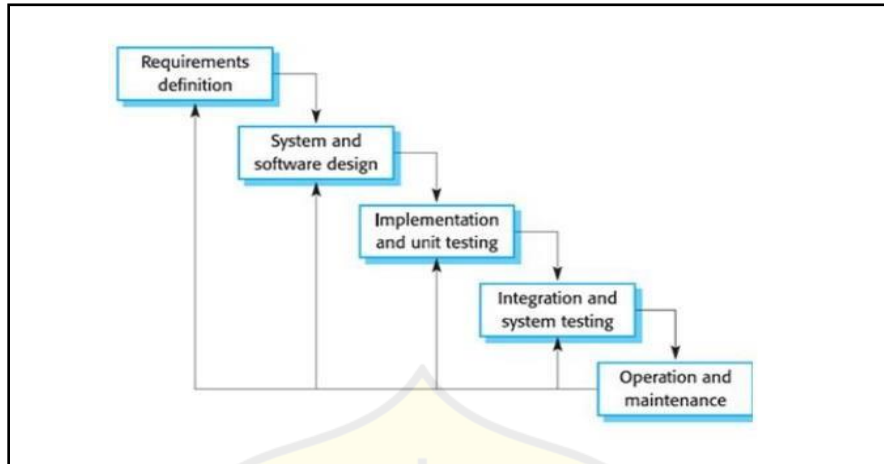 Requirements
definition
System and
software design
Implementation
and unit testing
Integration and
system testing
Operation and
maintenance